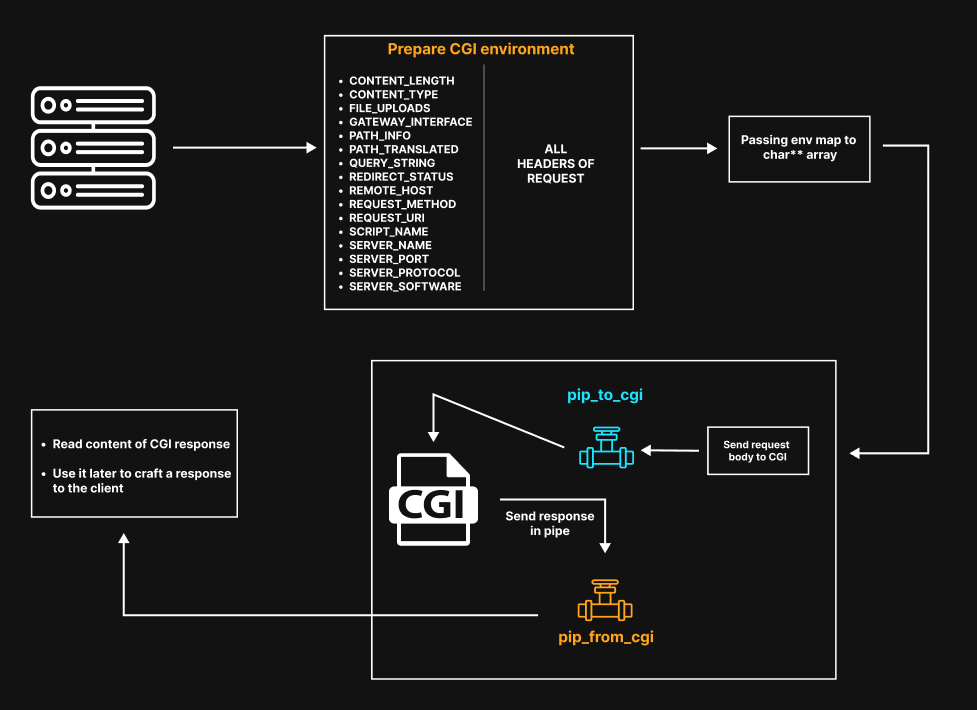 Prepare CGI environment
• CONTENT_LENGTH
• CONTENT_TYPE
• FILE_UPLOADS
• GATEWAY_INTERFACE
• PATH_INFO
• PATH_TRANSLATED
• QUERY_STRING
• REDIRECT_STATUS
• REMOTE_HOST
• REQUEST_METHOD
• REQUEST_URI
• SCRIPT_NAME
• SERVER_NAME
• SERVER_PORT
• SERVER_PROTOCOL
• SERVER_SOFTWARE
ALL
HEADERS OF
REQUEST
Passing env map to
char** array
pip_to_cgi
Send request
body to CGI
CGI
Send response
in pipe
pip_from_cgi
• Read content of CGI response
• Use it later to craft a response
to the client